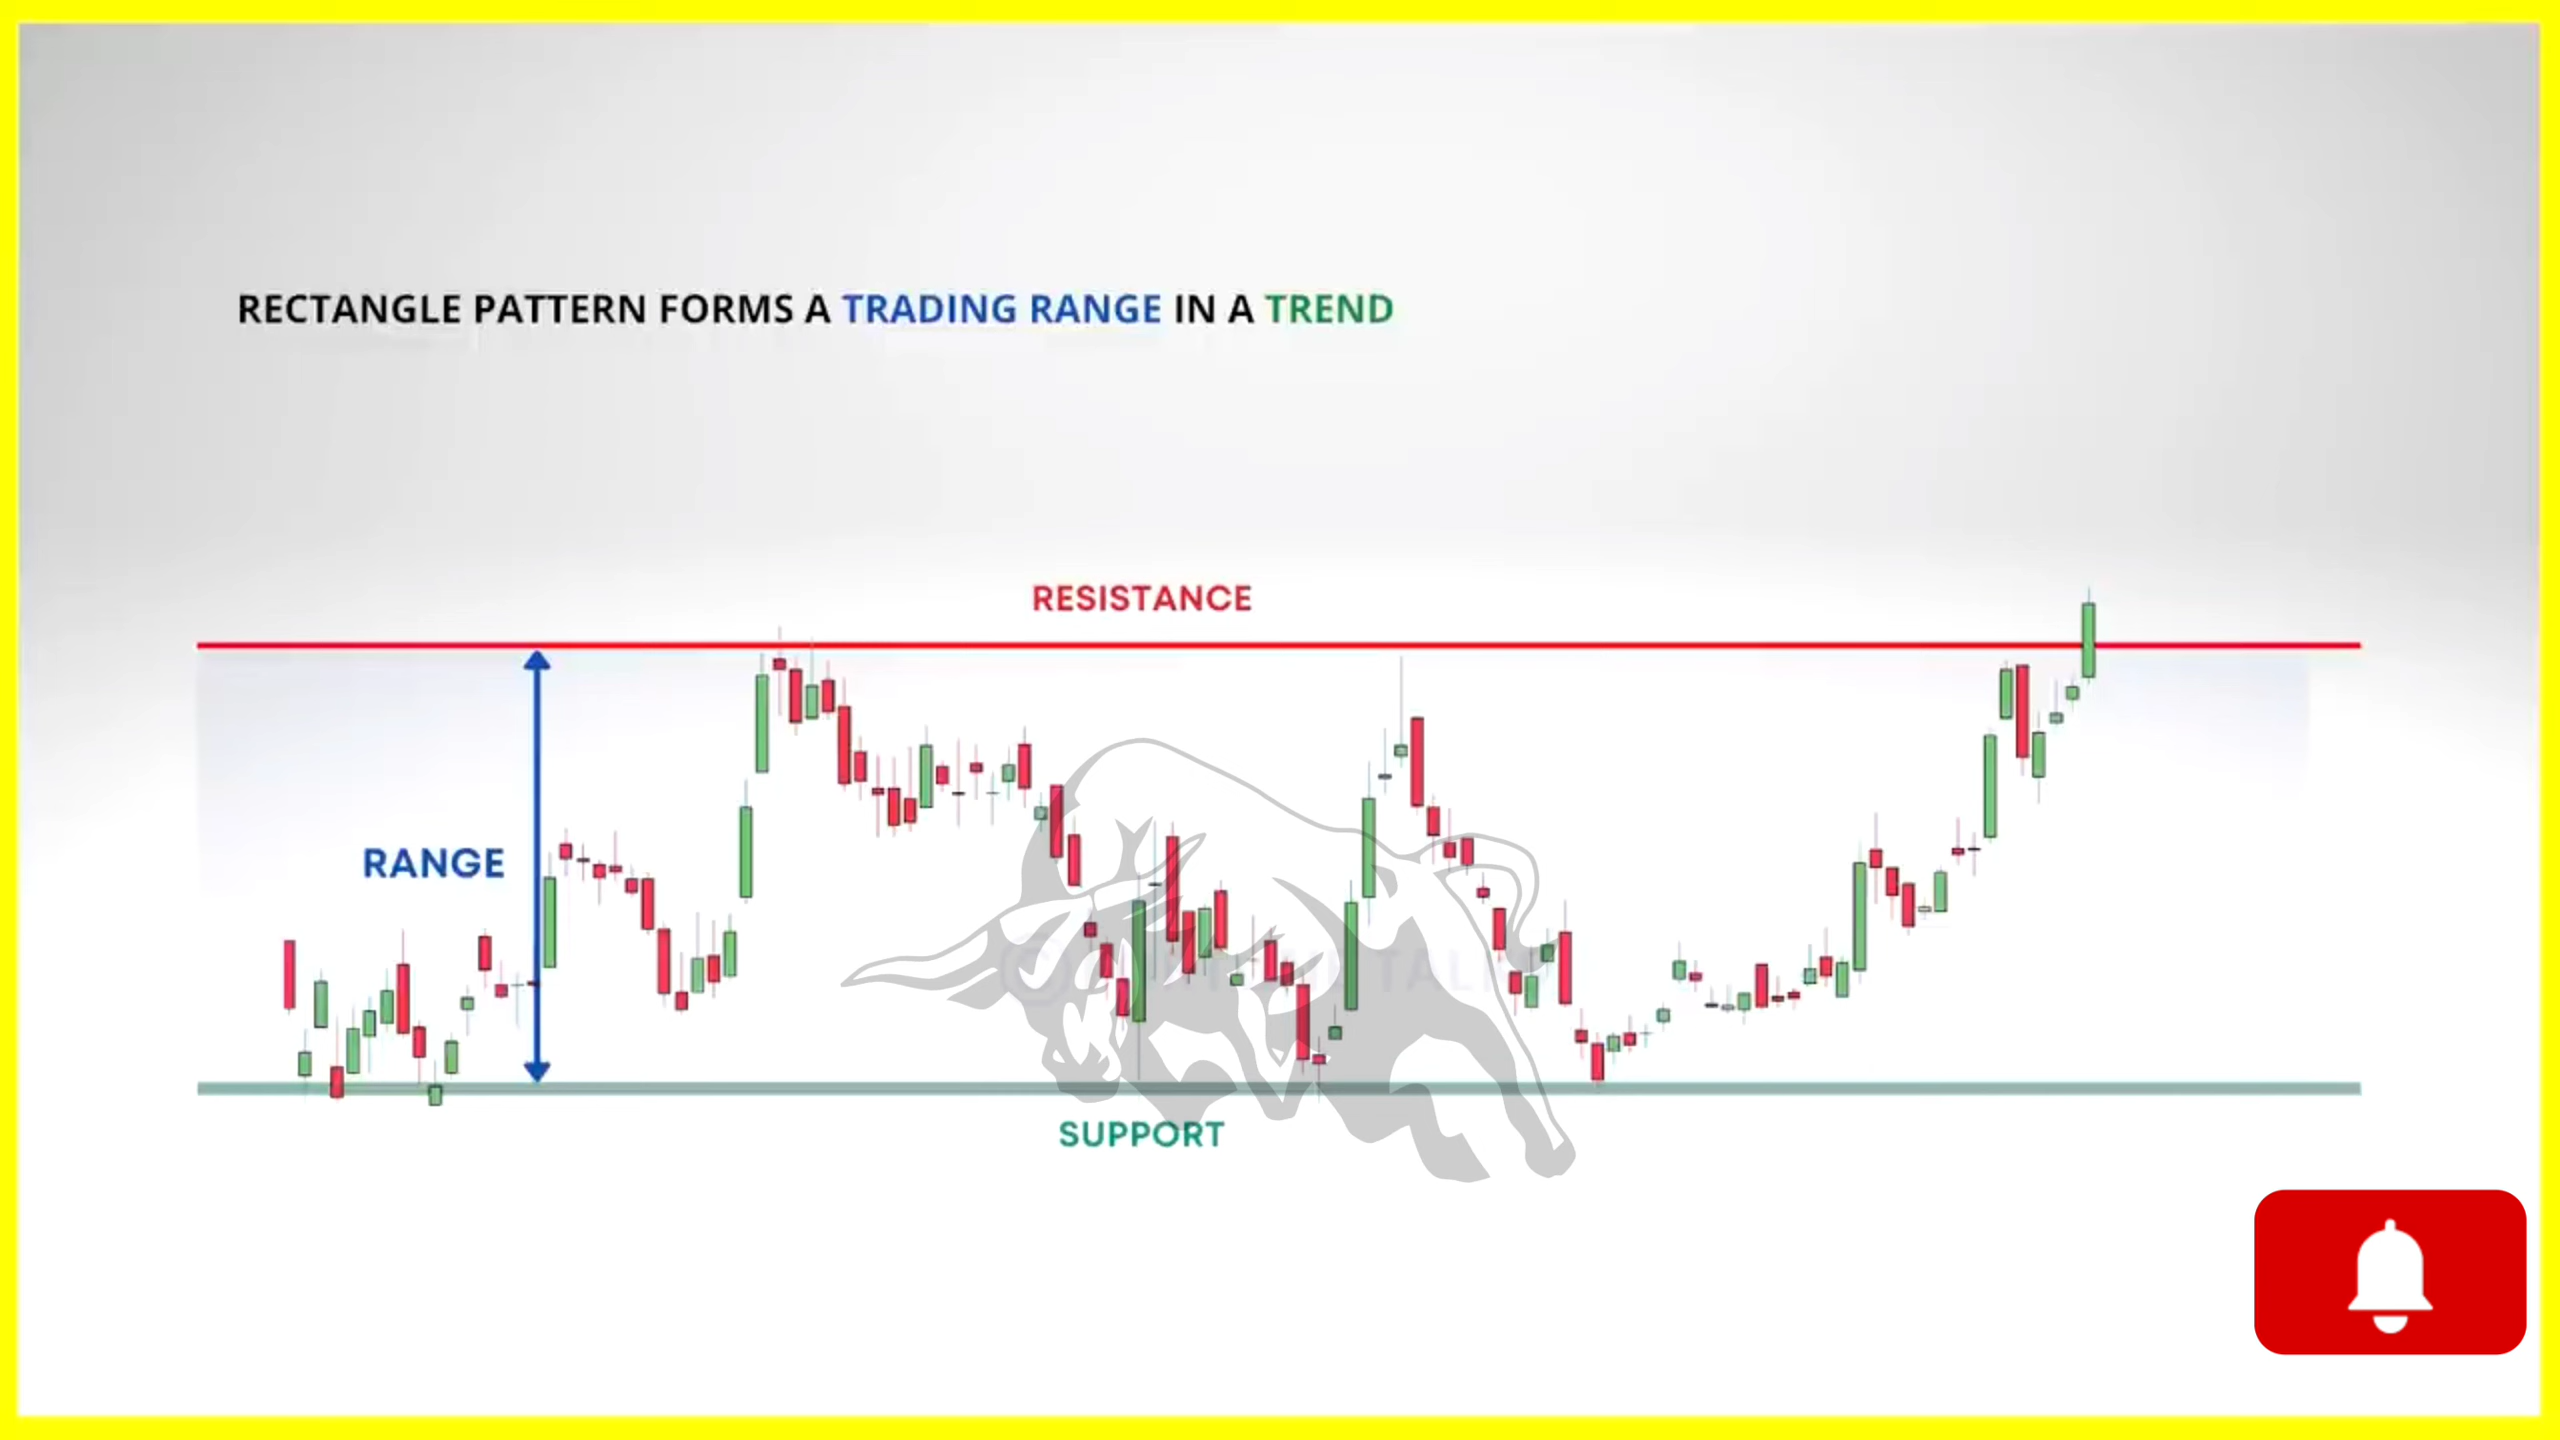 RECTANGLE PATTERN FORMS A TRADING RANGE IN A TREND
RESISTANCE
RANGE
SUPPORT